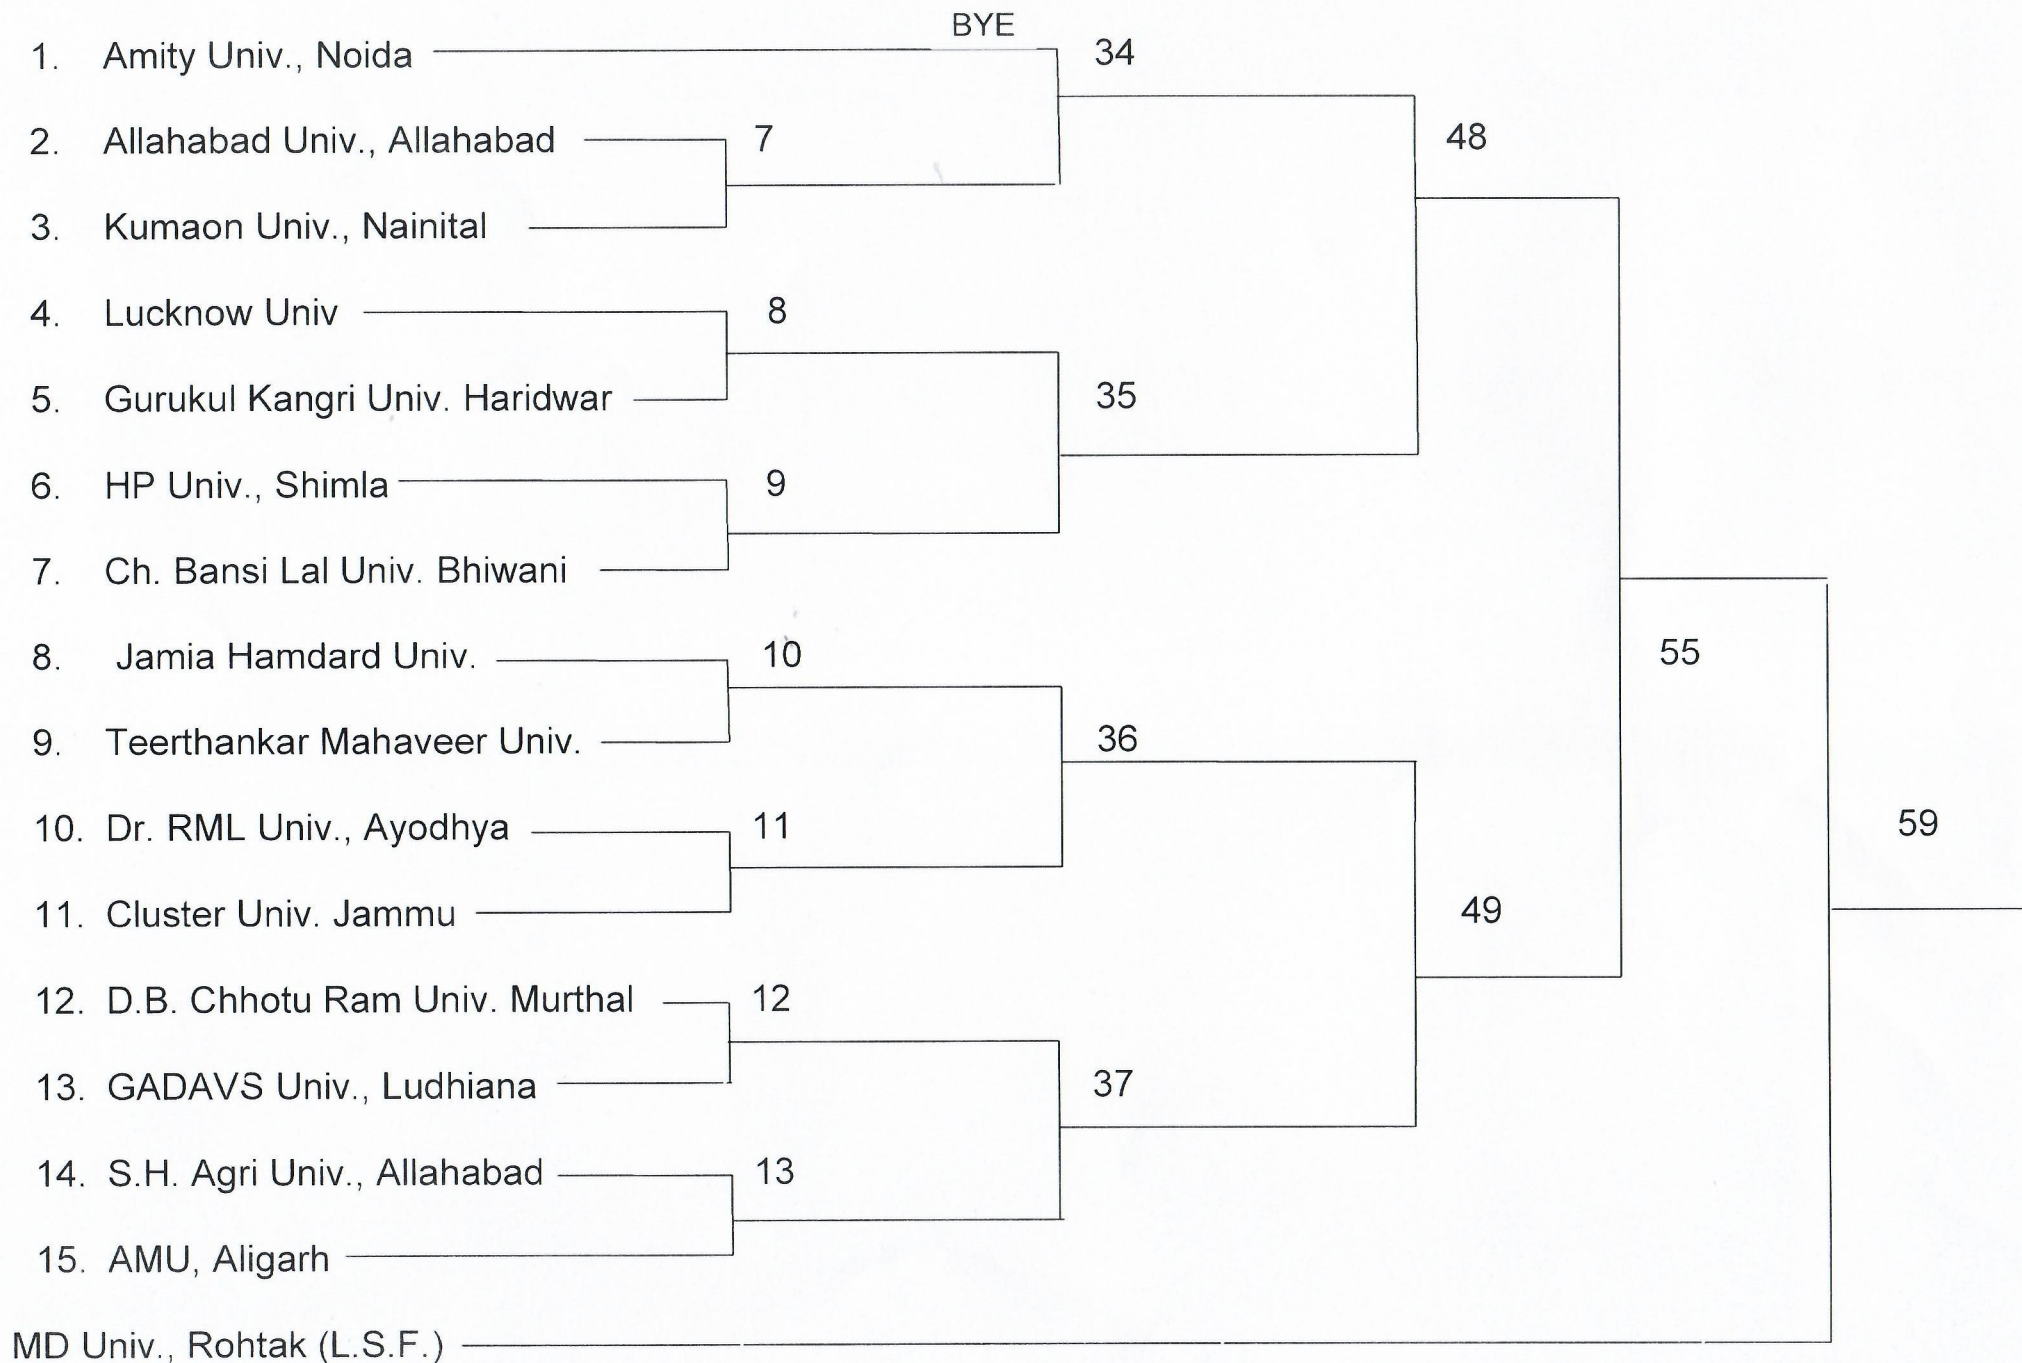 BYE
1. Amity Univ., Noida 34
2. Allahabad Univ., Allahabad 7 48
3. Kumaon Univ., Nainital
4. Lucknow Univ 8
5. Gurukul Kangri Univ. Haridwar 35
6. HP Univ., Shimla 9
7. Ch. Bansi Lal Univ. Bhiwani
8. Jamia Hamdard Univ. 10 55
9. Teerthankar Mahaveer Univ. 36
10. Dr. RML Univ., Ayodhya 11 59
11. Cluster Univ. Jammu 49
12. D.B. Chhotu Ram Univ. Murthal 12
13. GADAVS Univ., Ludhiana 37
14. S.H. Agri Univ., Allahabad 13
15. AMU, Aligarh
MD Univ., Rohtak (L.S.F.)